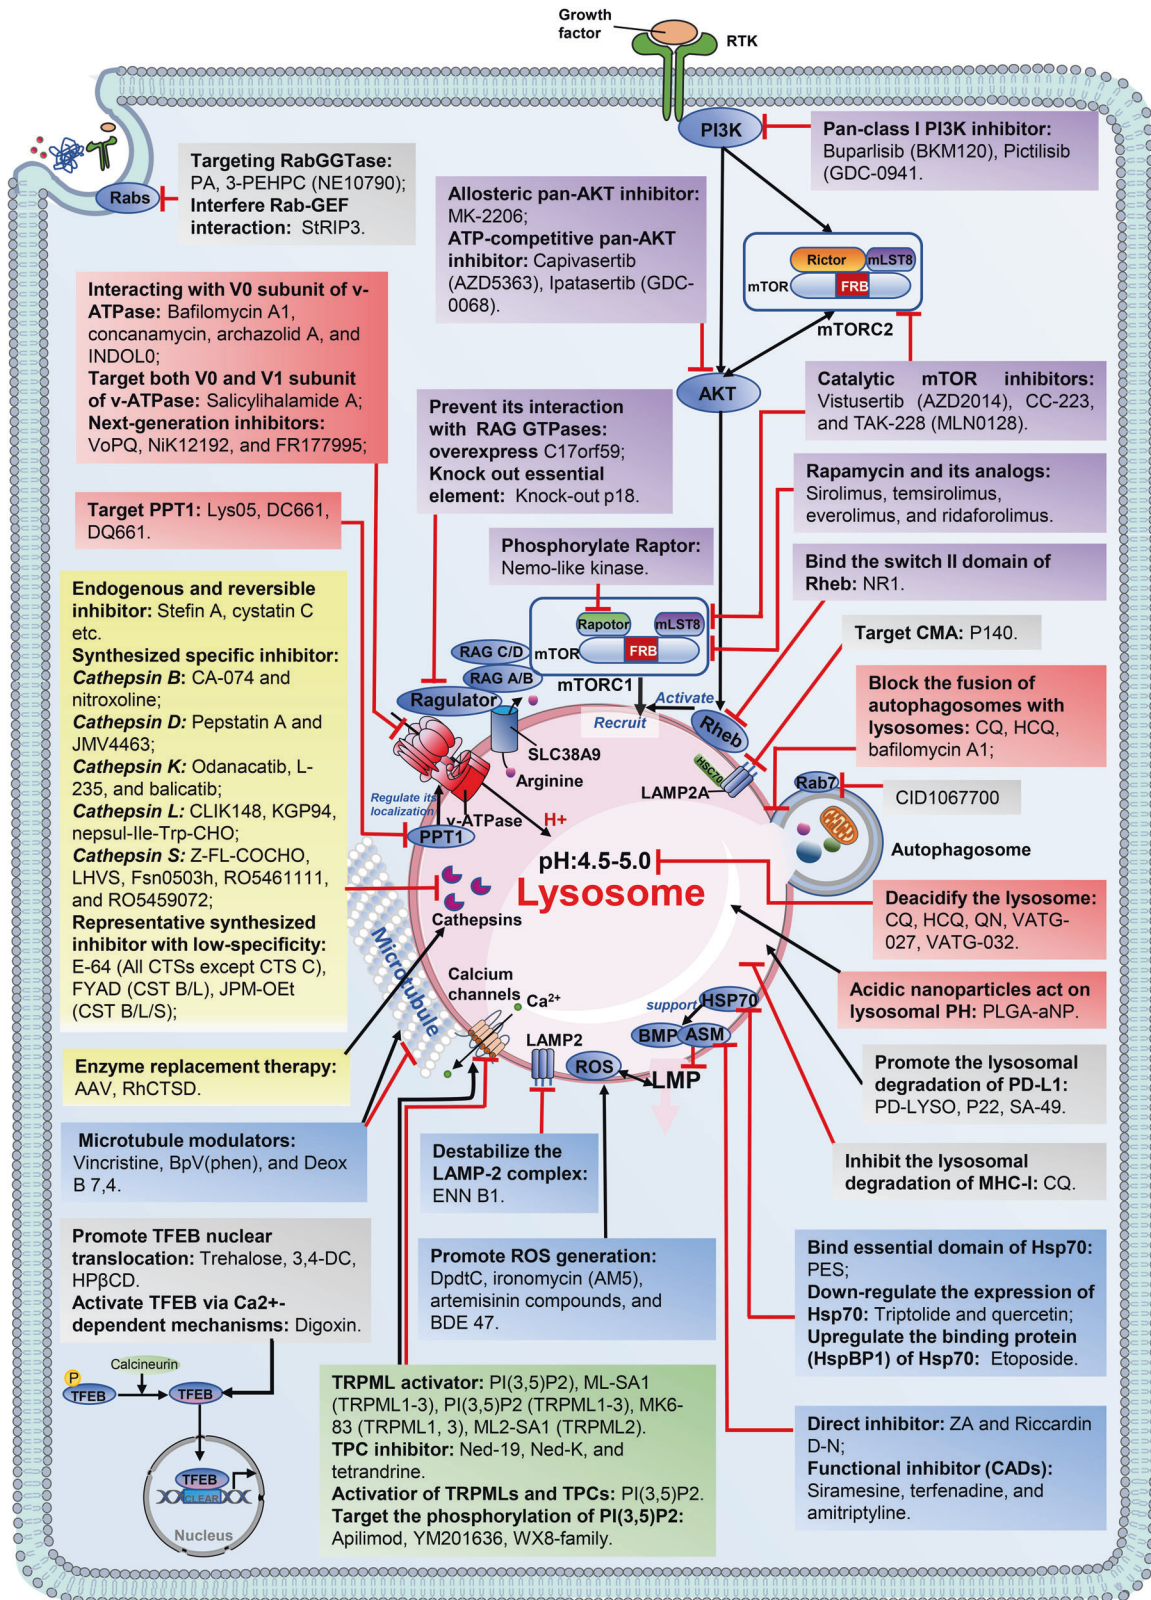 Growth
factor
RTK
PI3K
Pan-class I PI3K inhibitor:
Buparlisib (BKM120), Pictilisib
(GDC-0941.
Rabs
Targeting RabGGTase:
PA, 3-PEHPC (NE10790);
Interfere Rab-GEF
interaction: StRIP3.
Allosteric pan-AKT inhibitor:
MK-2206;
ATP-competitive pan-AKT
inhibitor: Capivasertib
(AZD5363), Ipatasertib (GDC-
0068).
Rictor
mLST8
mTOR
FRB
mTORC2
Interacting with V0 subunit of v-
ATPase: Bafilomycin A1,
concanamycin, archazolid A, and
INDOL0;
Target both V0 and V1 subunit
of v-ATPase: Salicylihalamide A;
Next-generation inhibitors:
VoPQ, NiK12192, and FR177995;
AKT
Catalytic mTOR inhibitors:
Vistusertib (AZD2014), CC-223,
and TAK-228 (MLN0128).
Prevent its interaction
with RAG GTPases:
overexpress C17orf59;
Knock out essential
element: Knock-out p18.
Rapamycin and its analogs:
Sirolimus, temsirolimus,
everolimus, and ridaforolimus.
Target PPT1: Lys05, DC661,
DQ661.
Phosphorylate Raptor:
Nemo-like kinase.
Bind the switch II domain of
Rheb: NR1.
Endogenous and reversible
inhibitor: Stefin A, cystatin C
etc.
Synthesized specific inhibitor:
Cathepsin B: CA-074 and
nitroxoline;
Cathepsin D: Pepstatin A and
JMV4463;
Cathepsin K: Odanacatib, L-
235, and balicatib;
Cathepsin L: CLIK148, KGP94,
nepsul-Ile-Trp-CHO;
Cathepsin S: Z-FL-COCHO,
LHVS, Fsn0503h, RO5461111,
and RO5459072;
Representative synthesized
inhibitor with low-specificity:
E-64 (All CTSs except CTS C),
FYAD (CST B/L), JPM-OEt
(CST B/L/S);
Rapotor
mLST8
mTOR
FRB
mTORC1
RAG C/D
RAG A/B
Ragulator
Target CMA: P140.
Activate
Recruit
Rheb
SLC38A9
Arginine
HSC70
LAMP2A
Block the fusion of
autophagosomes with
lysosomes: CQ, HCQ,
bafilomycin A1;
Rab7
CID1067700
Autophagosome
Regulate its
localization
v-ATPase
H+
PPT1
pH:4.5-5.0
Lysosome
Cathepsins
Deacidify the lysosome:
CQ, HCQ, QN, VATG-
027, VATG-032.
Microtubule
Calcium
channels
Ca²⁺
LAMP2
support
HSP70
BMP
ASM
ROS
LMP
Acidic nanoparticles act on
lysosomal PH: PLGA-aNP.
Promote the lysosomal
degradation of PD-L1:
PD-LYSO, P22, SA-49.
Enzyme replacement therapy:
AAV, RhCTSD.
Microtubule modulators:
Vincristine, BpV(phen), and Deox
B 7,4.
Destabilize the
LAMP-2 complex:
ENN B1.
Inhibit the lysosomal
degradation of MHC-I: CQ.
Promote TFEB nuclear
translocation: Trehalose, 3,4-DC,
HPβCD.
Activate TFEB via Ca2+-
dependent mechanisms: Digoxin.
Promote ROS generation:
DpdtC, ironomycin (AM5),
artemisinin compounds, and
BDE 47.
Bind essential domain of Hsp70:
PES;
Down-regulate the expression of
Hsp70: Triptolide and quercetin;
Upregulate the binding protein
(HspBP1) of Hsp70: Etoposide.
P
Calcineurin
TFEB
TFEB
TFEB
CLEAR
Nucleus
TRPML activator: PI(3,5)P2), ML-SA1
(TRPML1-3), PI(3,5)P2 (TRPML1-3), MK6-
83 (TRPML1, 3), ML2-SA1 (TRPML2).
TPC inhibitor: Ned-19, Ned-K, and
tetrandrine.
Activatior of TRPMLs and TPCs: PI(3,5)P2.
Target the phosphorylation of PI(3,5)P2:
Apilimod, YM201636, WX8-family.
Direct inhibitor: ZA and Riccardin
D-N;
Functional inhibitor (CADs):
Siramesine, terfenadine, and
amitriptyline.